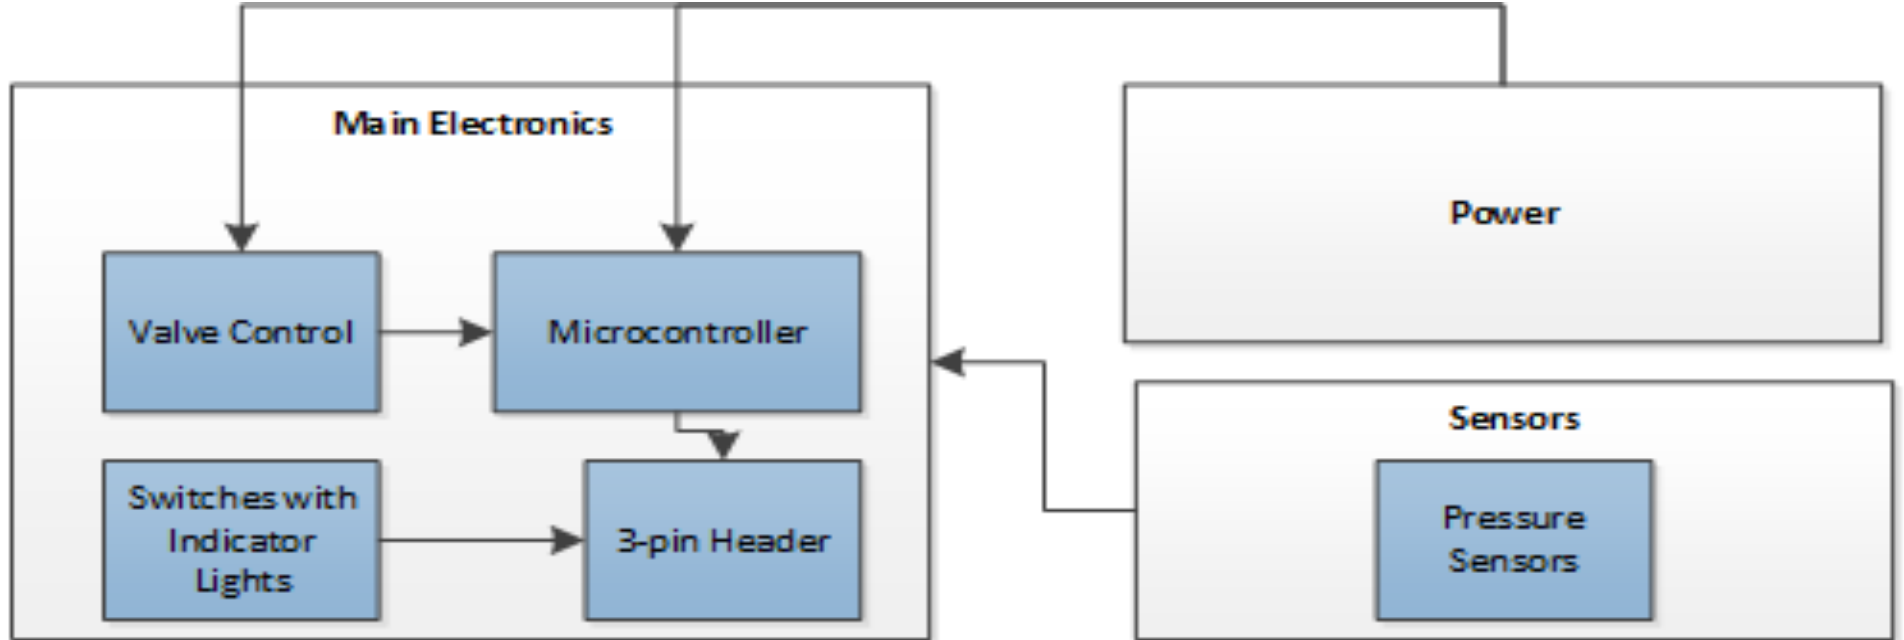 Main Electronics
Power
Valve Control
Microcontroller
Sensors
Switches with
Indicator
Lights
3-pin Header
Pressure
Sensors